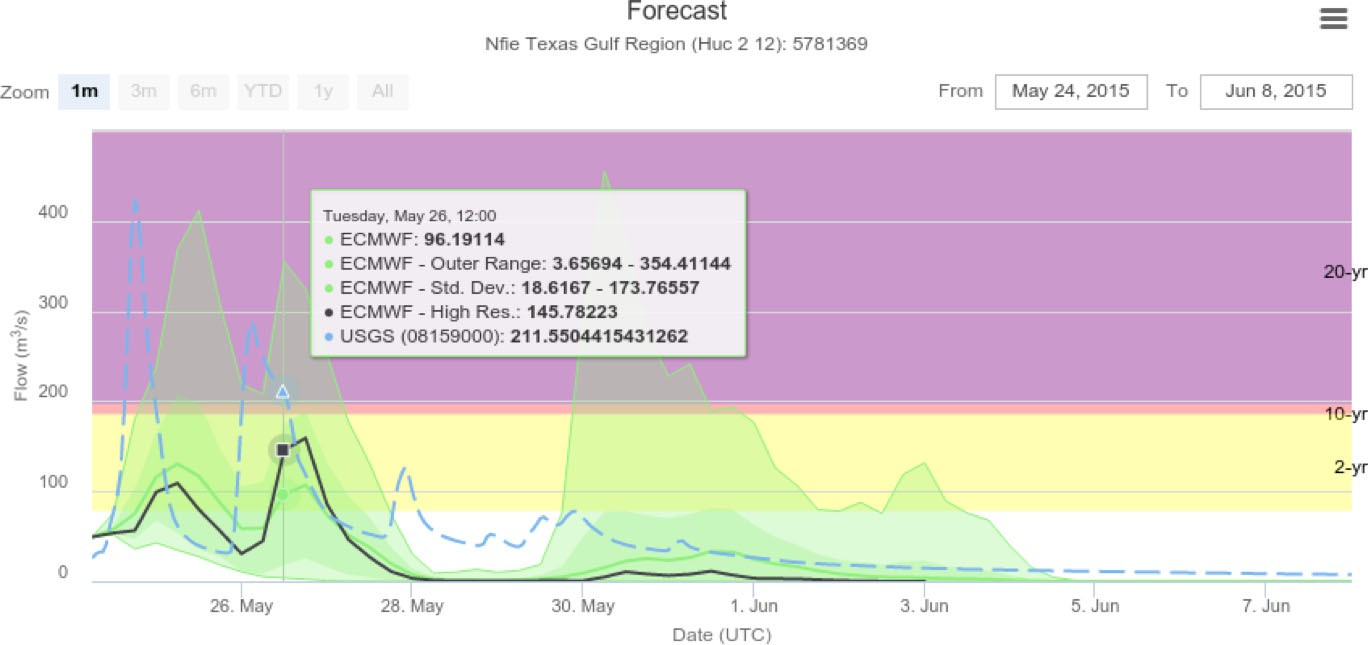 Forecast
Nfie Texas Gulf Region (Huc 2 12): 5781369
Zoom 1m 3m 6m YTD 1y All From May 24, 2015 To Jun 8, 2015
Tuesday, May 26, 12:00
ECMWF: 96.19114
ECMWF - Outer Range: 3.65694 - 354.41144
ECMWF - Std. Dev.: 18.6167 - 173.76557
ECMWF - High Res.: 145.78223
USGS (08159000): 211.5504415431262
Flow (m³/s)
400
300
200
100
0
20-yr
10-yr
2-yr
26. May 28. May 30. May 1. Jun 3. Jun 5. Jun 7. Jun
Date (UTC)